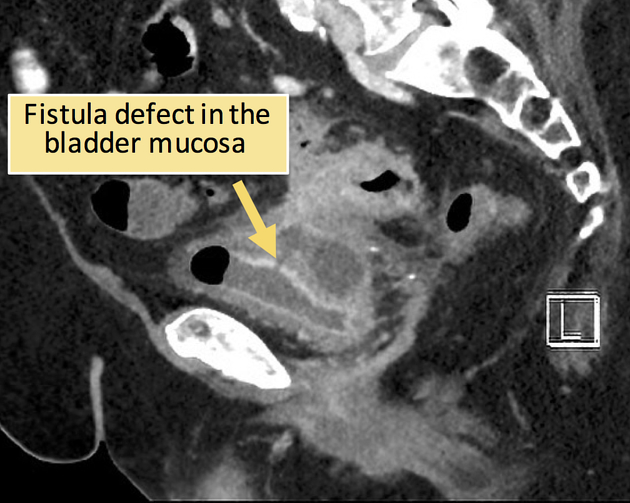 Fistula defect in the
bladder mucosa
L